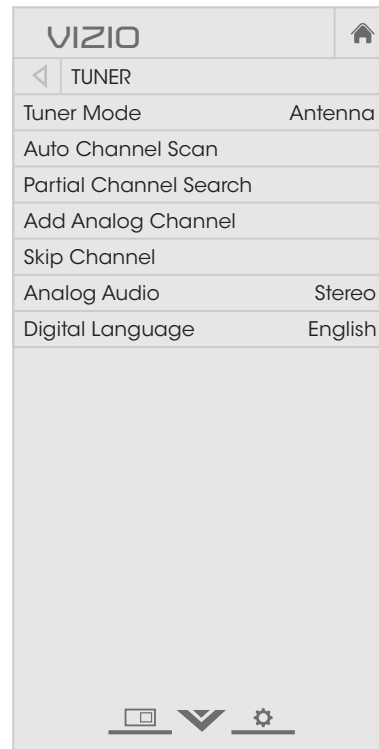 VIZIO
TUNER
Tuner Mode Antenna
Auto Channel Scan
Partial Channel Search
Add Analog Channel
Skip Channel
Analog Audio Stereo
Digital Language English